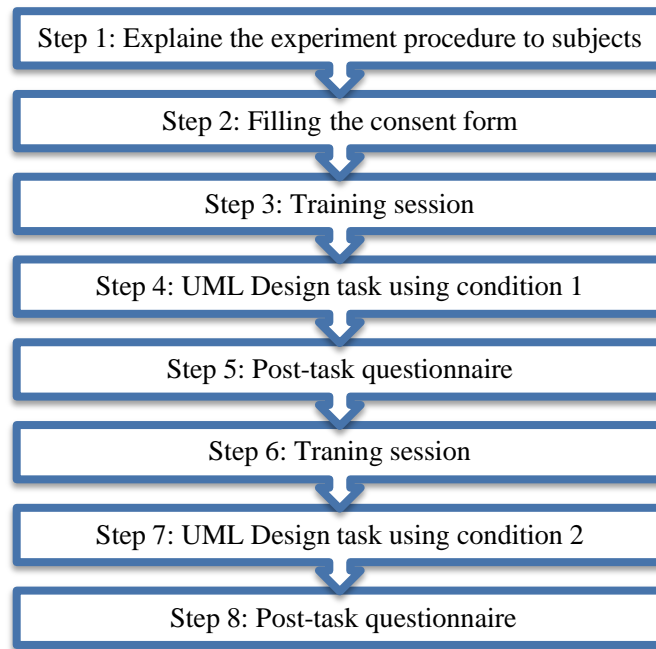 Step 1: Explaine the experiment procedure to subjects
Step 2: Filling the consent form
Step 3: Training session
Step 4: UML Design task using condition 1
Step 5: Post-task questionnaire
Step 6: Traning session
Step 7: UML Design task using condition 2
Step 8: Post-task questionnaire